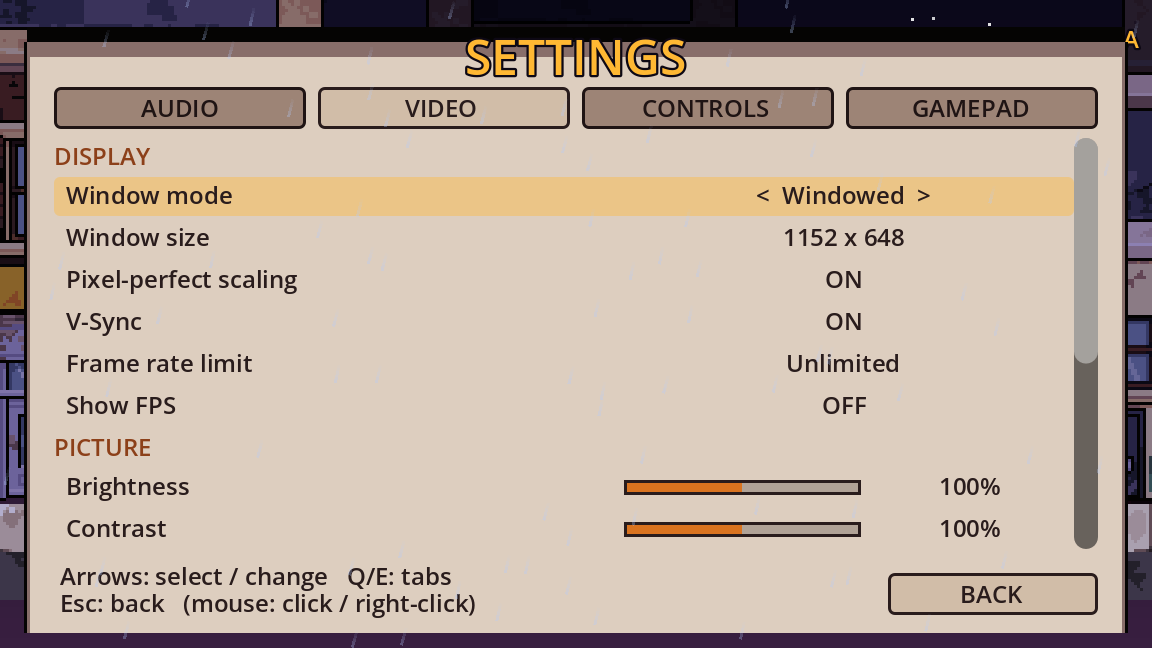 A
SETTINGS
AUDIO VIDEO CONTROLS GAMEPAD
DISPLAY
Window mode < Windowed >
Window size 1152 x 648
Pixel-perfect scaling ON
V-Sync ON
Frame rate limit Unlimited
Show FPS OFF
PICTURE
Brightness 100%
Contrast 100%
Arrows: select / change Q/E: tabs
Esc: back (mouse: click / right-click)
BACK